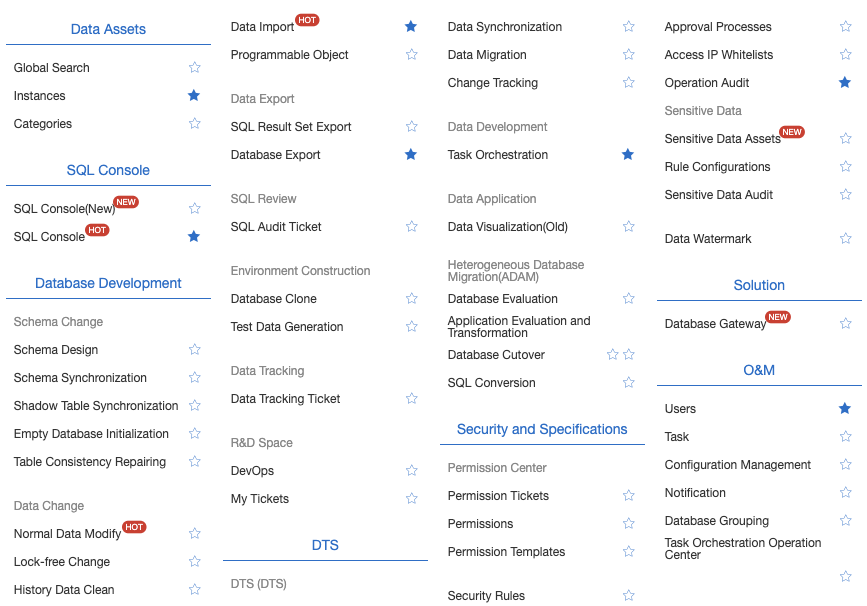 Data Assets
Global Search
Instances
Categories
SQL Console
SQL Console(New) NEW
SQL Console HOT
Database Development
Schema Change
Schema Design
Schema Synchronization
Shadow Table Synchronization
Empty Database Initialization
Table Consistency Repairing
Data Change
Normal Data Modify HOT
Lock-free Change
History Data Clean
Data Import HOT
Programmable Object
Data Export
SQL Result Set Export
Database Export
SQL Review
SQL Audit Ticket
Environment Construction
Database Clone
Test Data Generation
Data Tracking
Data Tracking Ticket
R&D Space
DevOps
My Tickets
DTS
DTS (DTS)
Data Synchronization
Data Migration
Change Tracking
Data Development
Task Orchestration
Data Application
Data Visualization(Old)
Heterogeneous Database
Migration(ADAM)
Database Evaluation
Application Evaluation and
Transformation
Database Cutover
SQL Conversion
Security and Specifications
Permission Center
Permission Tickets
Permissions
Permission Templates
Security Rules
Approval Processes
Access IP Whitelists
Operation Audit
Sensitive Data
Sensitive Data Assets NEW
Rule Configurations
Sensitive Data Audit
Data Watermark
Solution
Database Gateway NEW
O&M
Users
Task
Configuration Management
Notification
Database Grouping
Task Orchestration Operation
Center